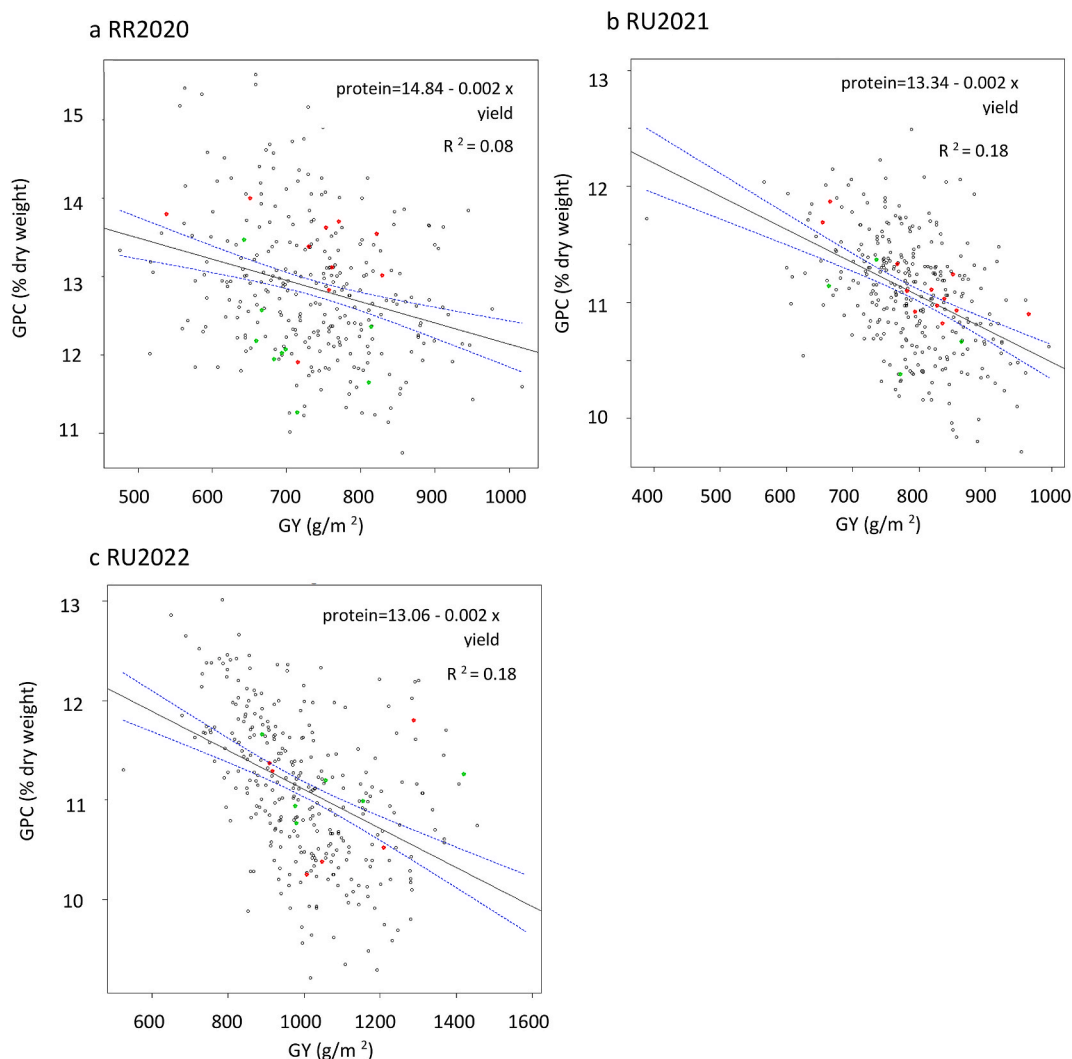 a RR2020
protein=14.84 - 0.002 x
yield
R ² = 0.08
15
14
13
12
11
GPC (% dry weight)
500 600 700 800 900 1000
GY (g/m ²)
b RU2021
protein=13.34 - 0.002 x
yield
R ² = 0.18
13
12
11
10
GPC (% dry weight)
400 500 600 700 800 900 1000
GY (g/m ²)
c RU2022
protein=13.06 - 0.002 x
yield
R ² = 0.18
13
12
11
10
GPC (% dry weight)
600 800 1000 1200 1400 1600
GY (g/m ²)